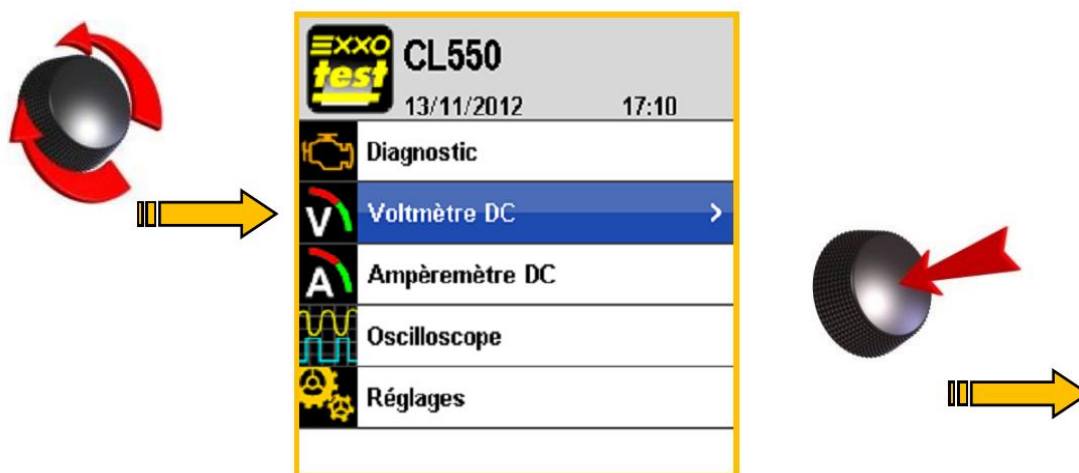 EXXO
test
CL550
13/11/2012 17:10
Diagnostic
V Voltmètre DC >
A Ampèremètre DC
Oscilloscope
Réglages